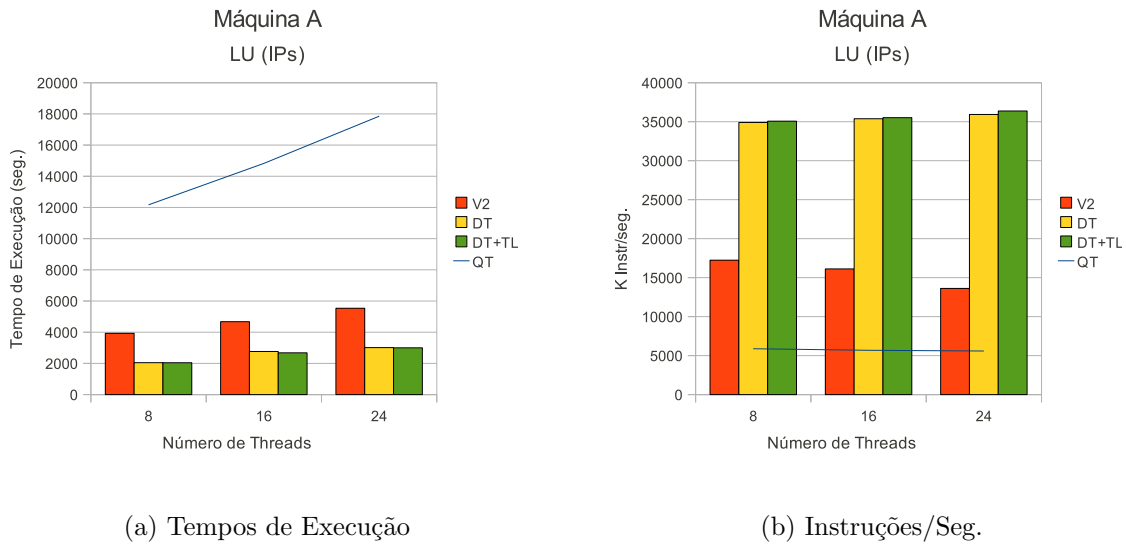 Máquina A
LU (IPs)
20000
18000
16000
14000
12000
10000
8000
6000
4000
2000
0
Tempo de Execução (seg.)
8 16 24
Número de Threads
V2
DT
DT+TL
QT
(a) Tempos de Execução
Máquina A
LU (IPs)
40000
35000
30000
25000
20000
15000
10000
5000
0
K Instr/seg.
8 16 24
Número de Threads
V2
DT
DT+TL
QT
(b) Instruções/Seg.